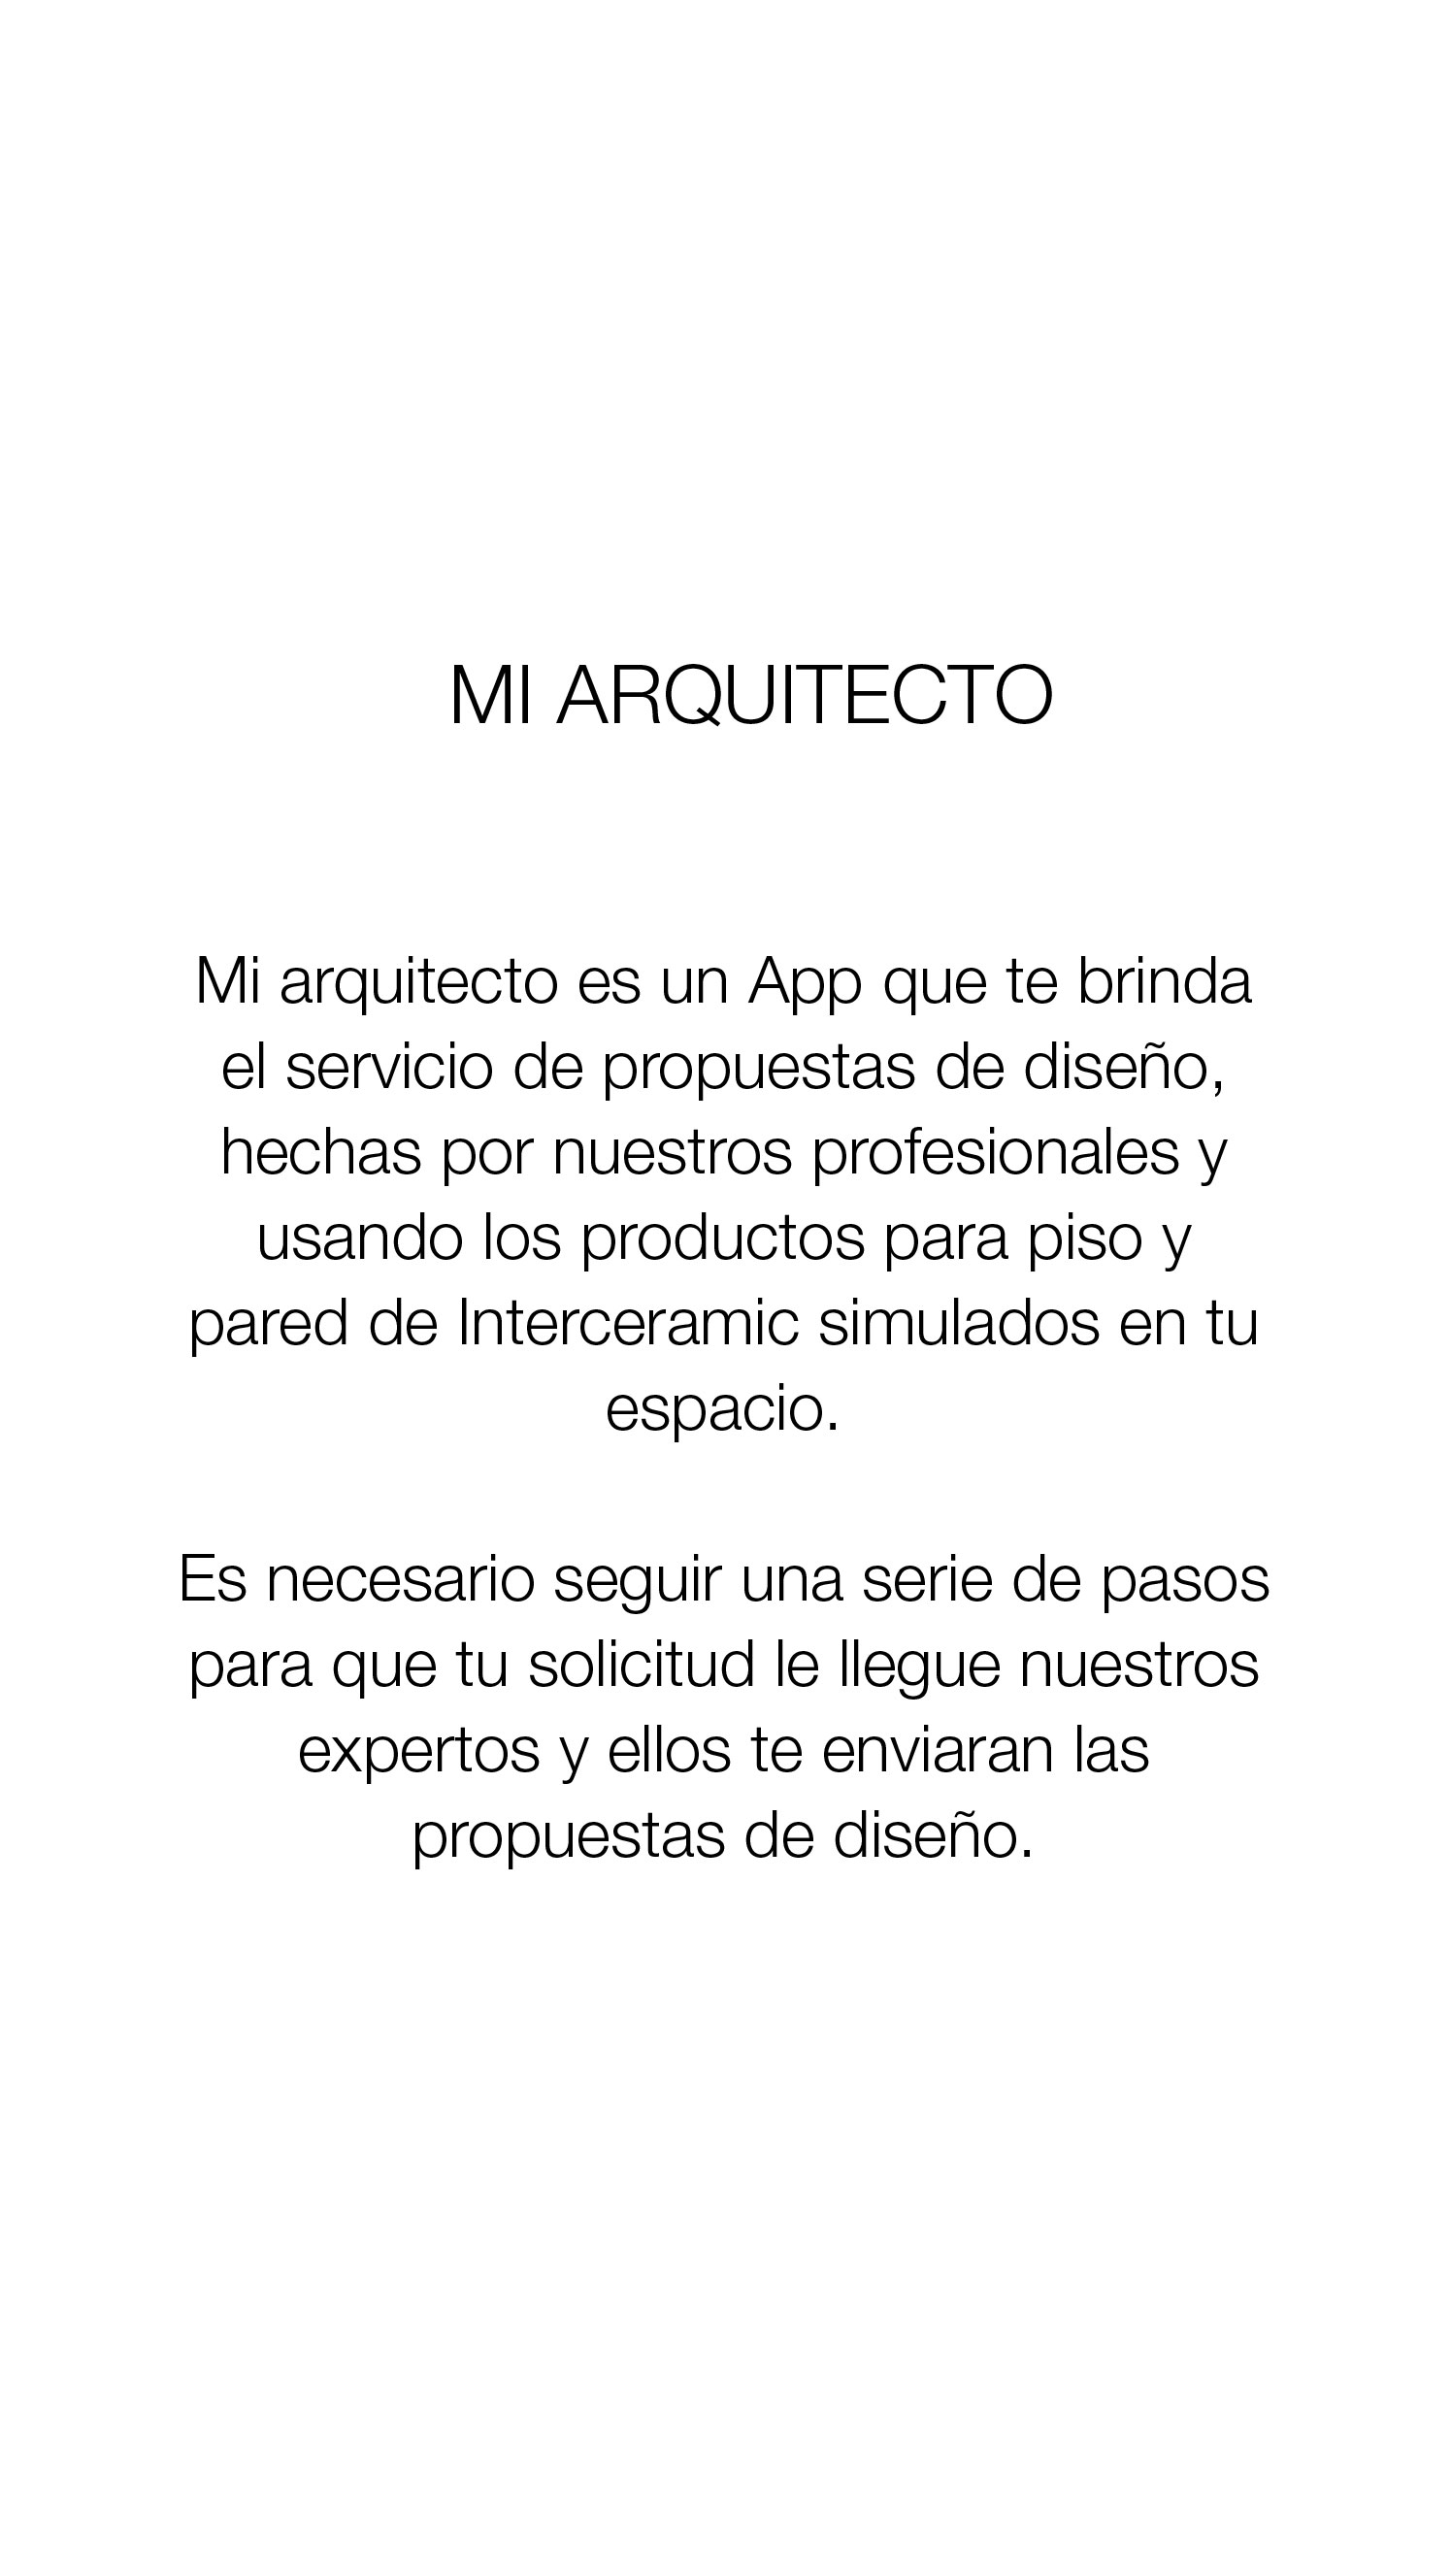 MI ARQUITECTO
Mi arquitecto es un App que te brinda
el servicio de propuestas de diseño,
hechas por nuestros profesionales y
usando los productos para piso y
pared de Interceramic simulados en tu
espacio.
Es necesario seguir una serie de pasos
para que tu solicitud le llegue nuestros
expertos y ellos te enviaran las
propuestas de diseño.